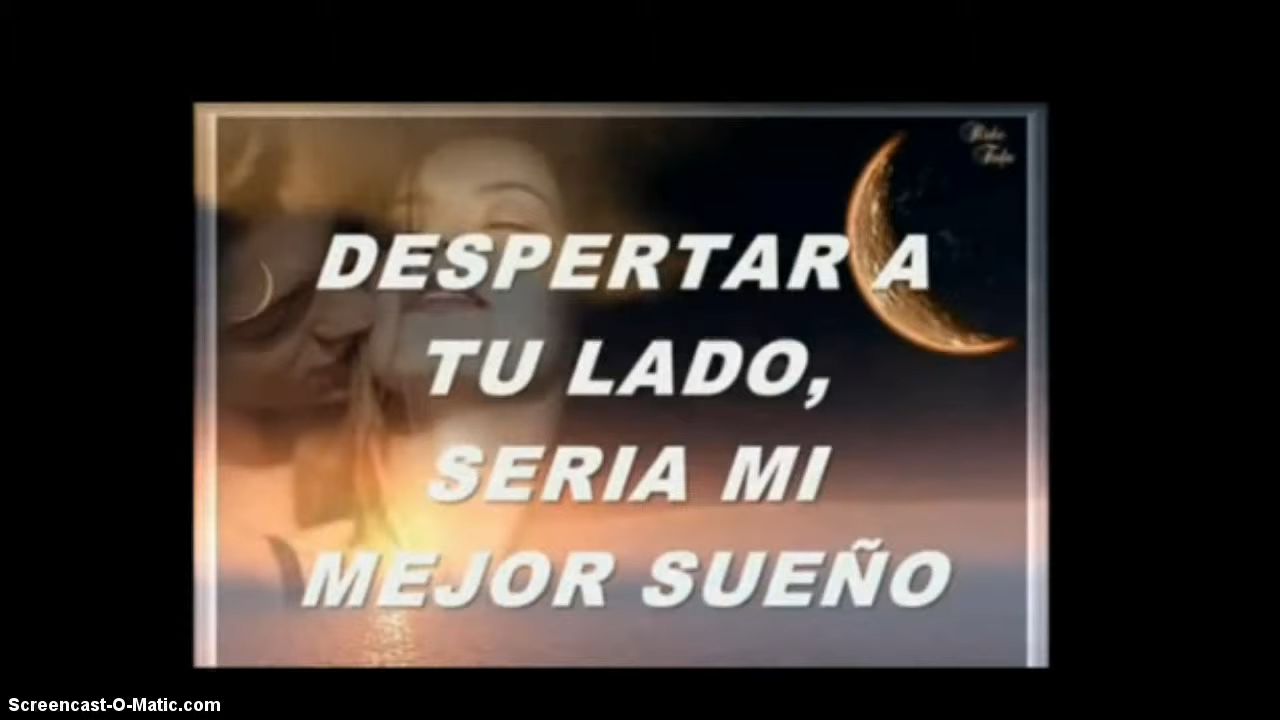 DESPERTAR A
TU LADO,
SERIA MI
MEJOR SUEÑO
Screencast-O-Matic.com